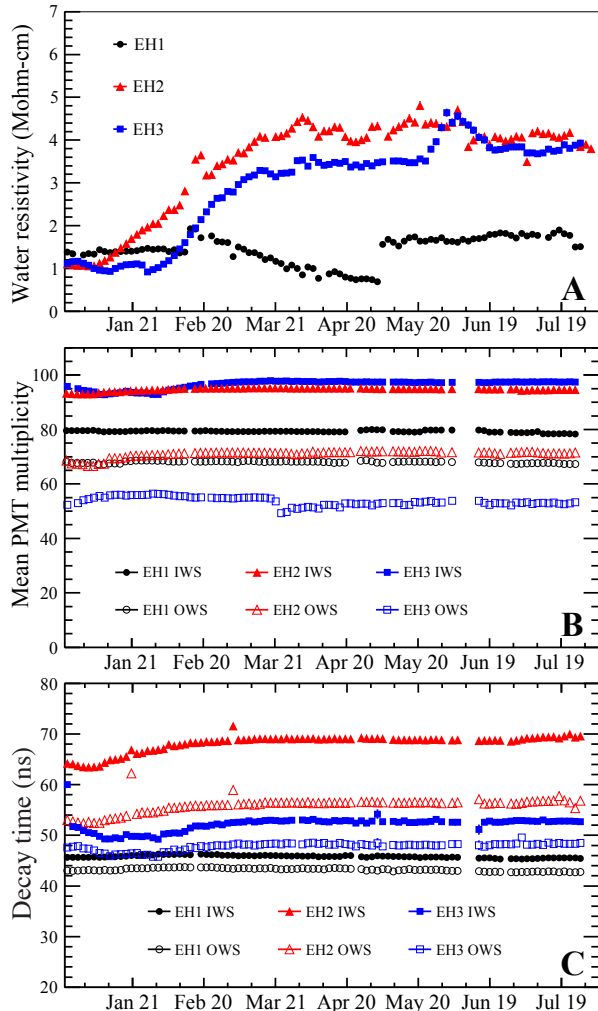 7
6
5
4
3
2
1
0
Water resistivity (Mohm-cm)
EH1
EH2
EH3
A
Jan 21 Feb 20 Mar 21 Apr 20 May 20 Jun 19 Jul 19
100
80
60
40
20
0
Mean PMT multiplicity
EH1 IWS EH2 IWS EH3 IWS
EH1 OWS EH2 OWS EH3 OWS
B
Jan 21 Feb 20 Mar 21 Apr 20 May 20 Jun 19 Jul 19
80
70
60
50
40
30
20
Decay time (ns)
EH1 IWS EH2 IWS EH3 IWS
EH1 OWS EH2 OWS EH3 OWS
C
Jan 21 Feb 20 Mar 21 Apr 20 May 20 Jun 19 Jul 19